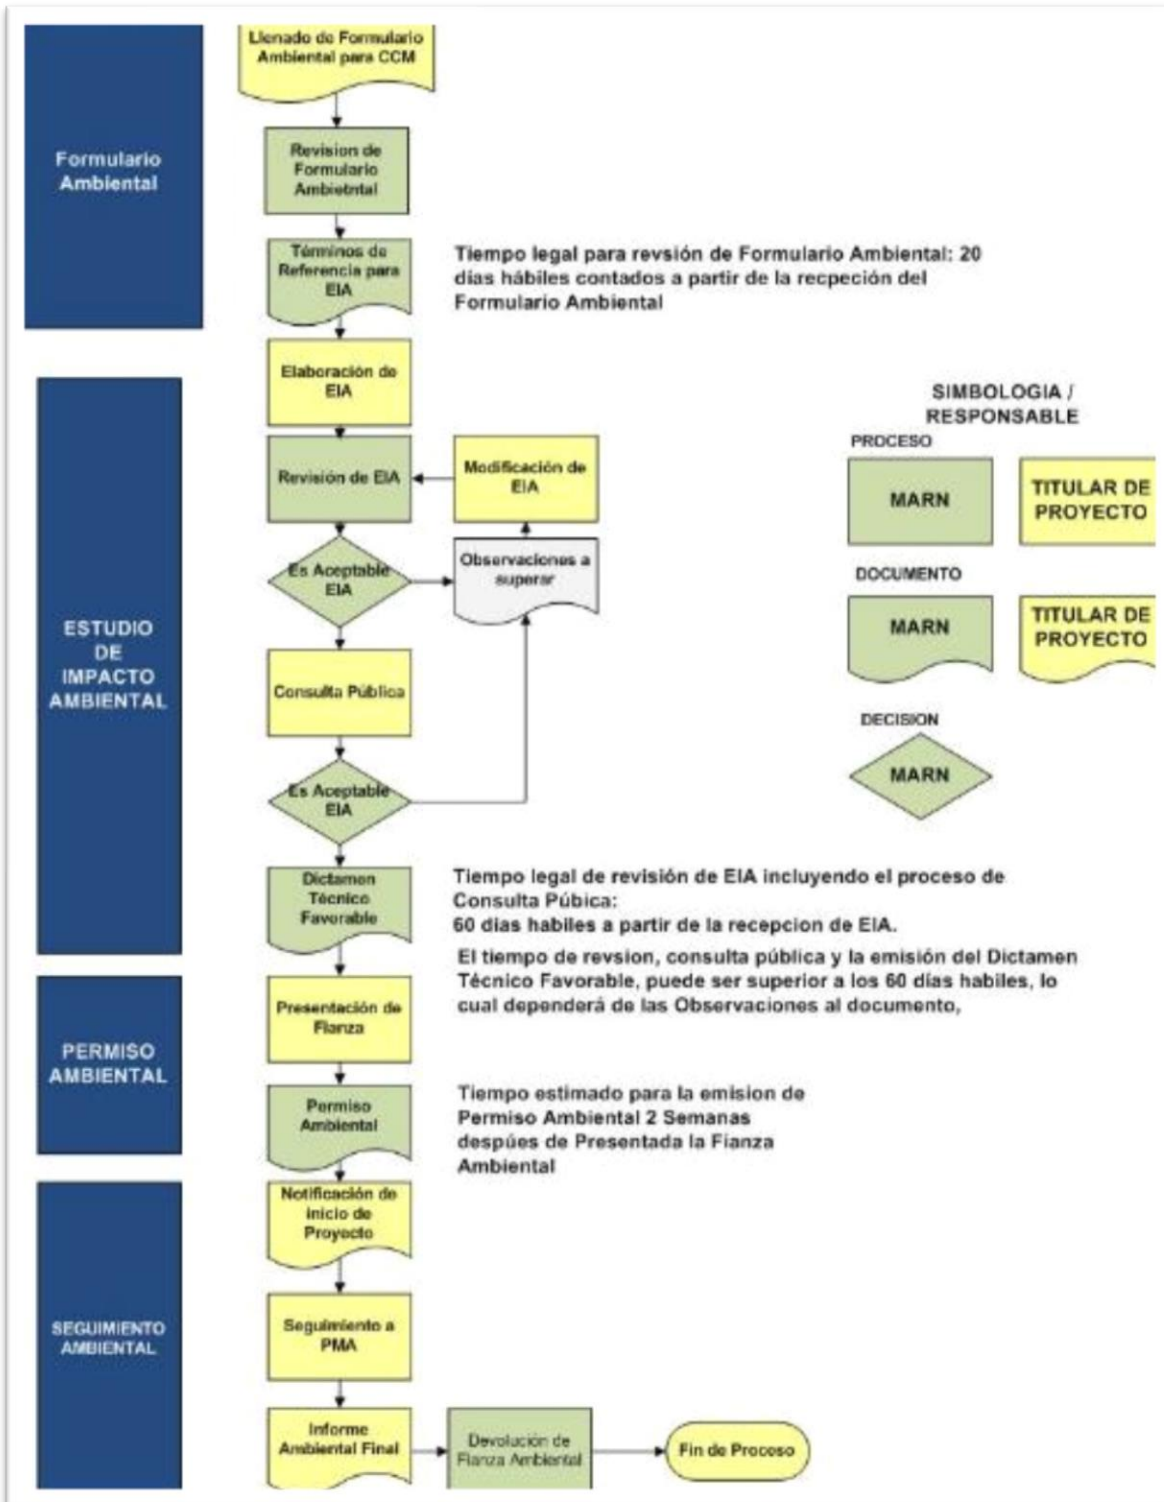 Llenado de Formulario
Ambiental para CCM
Formulario
Ambiental
Revision de
Formulario
Ambietntal
Términos de
Referencia para
EIA
Tiempo legal para revsión de Formulario Ambiental: 20
días hábiles contados a partir de la recpeción del
Formulario Ambiental
Elaboración de
EIA
SIMBOLOGIA /
RESPONSABLE
PROCESO
MARN
TITULAR DE
PROYECTO
DOCUMENTO
MARN
TITULAR DE
PROYECTO
DECISION
MARN
ESTUDIO
DE
IMPACTO
AMBIENTAL
Revisión de EIA
Modificación de
EIA
Es Aceptable
EIA
Observaciones a
superar
Consulta Pública
Es Aceptable
EIA
Dictamen
Técnico
Favorable
Tiempo legal de revisión de EIA incluyendo el proceso de
Consulta Púbica:
60 dias habiles a partir de la recepcion de EIA.
El tiempo de revsion, consulta pública y la emisión del Dictamen
Técnico Favorable, puede ser superior a los 60 días habiles, lo
cual dependerá de las Observaciones al documento,
PERMISO
AMBIENTAL
Presentación de
Fianza
Permiso
Ambiental
Tiempo estimado para la emision de
Permiso Ambiental 2 Semanas
despúes de Presentada la Fianza
Ambiental
SEGUIMIENTO
AMBIENTAL
Notificación de
inicio de
Proyecto
Seguimiento a
PMA
Informe
Ambiental Final
Devolución de
Fianza Ambiental
Fin de Proceso